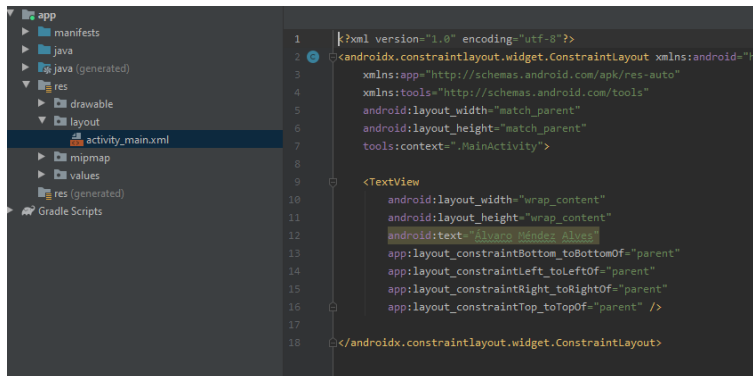 app
manifests
java
java (generated)
res
drawable
layout
activity_main.xml
mipmap
values
res (generated)
Gradle Scripts
1 <?xml version="1.0" encoding="utf-8"?>
2 C <androidx.constraintlayout.widget.ConstraintLayout xmlns:android="h
3 xmlns:app="http://schemas.android.com/apk/res-auto"
4 xmlns:tools="http://schemas.android.com/tools"
5 android:layout_width="match_parent"
6 android:layout_height="match_parent"
7 tools:context=".MainActivity">
8
9 <TextView
10 android:layout_width="wrap_content"
11 android:layout_height="wrap_content"
12 android:text="Álvaro Méndez Alves"
13 app:layout_constraintBottom_toBottomOf="parent"
14 app:layout_constraintLeft_toLeftOf="parent"
15 app:layout_constraintRight_toRightOf="parent"
16 app:layout_constraintTop_toTopOf="parent" />
17
18 </androidx.constraintlayout.widget.ConstraintLayout>